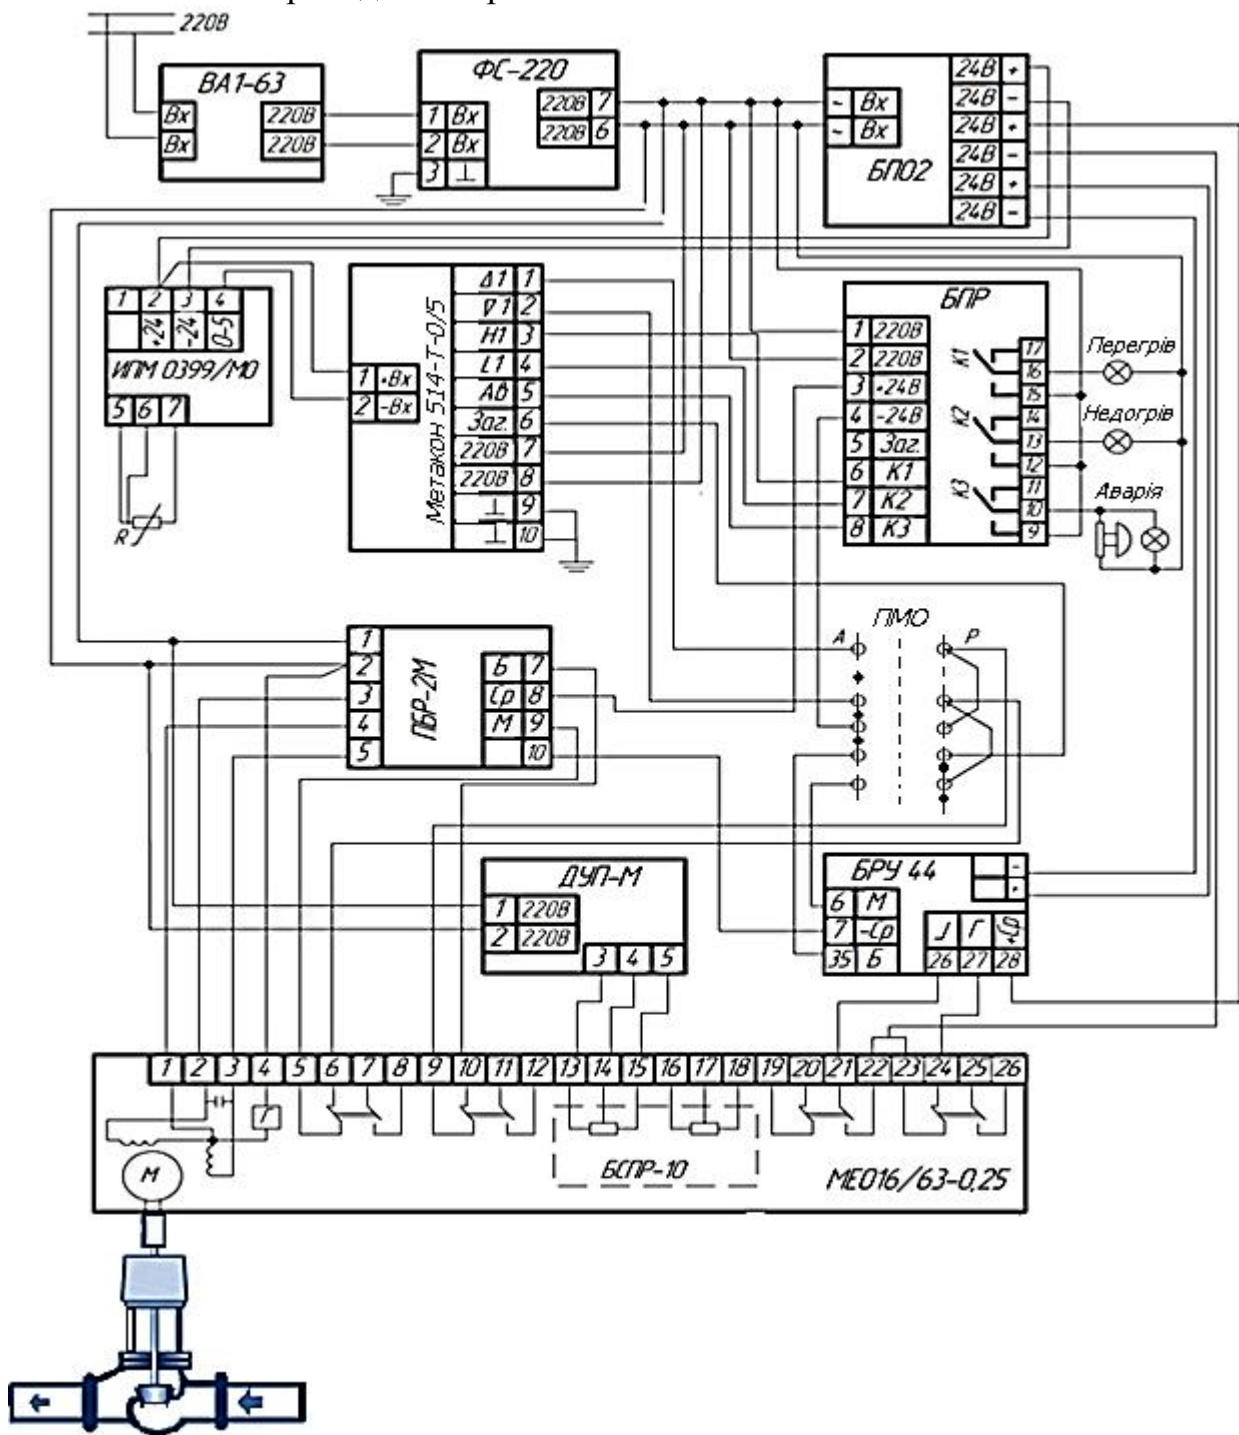 220В
ВА1-63
Вх 220В
Вх 220В
ФС-220
1 Вх 220В 7
2 Вх 220В 6
3 ⊥
БП02
~ Вх
~ Вх
24В +
24В -
24В +
24В -
24В +
24В -
1 2 3 4
+24 -24 0-5
ИПМ 0399/М0
5 6 7
R
Метакон 514-Т-0/5
1 +Вх
2 -Вх
Δ1 1
∇1 2
Н1 3
L1 4
АВ 5
Заг. 6
220В 7
220В 8
⊥ 9
⊥ 10
БПР
1 220В
2 220В
3 +24В
4 -24В
5 Заг.
6 К1
7 К2
8 К3
К1 17
16
15
К2 14
13
12
К3 11
10
9
Перегрів
Недогрів
Аварія
ПМО
А Р
ПБР-2М
1
2
3
4
5
Б 7
Ср 8
М 9
10
ДУП-М
1 220В
2 220В
3 4 5
БРУ 44
-
+
6 М
7 -Ср
35 Б
┘ Г +Ср
26 27 28
1 2 3 4 5 6 7 8 9 10 11 12 13 14 15 16 17 18 19 20 21 22 23 24 25 26
М
БСПР-10
МЕО16/63-0,25